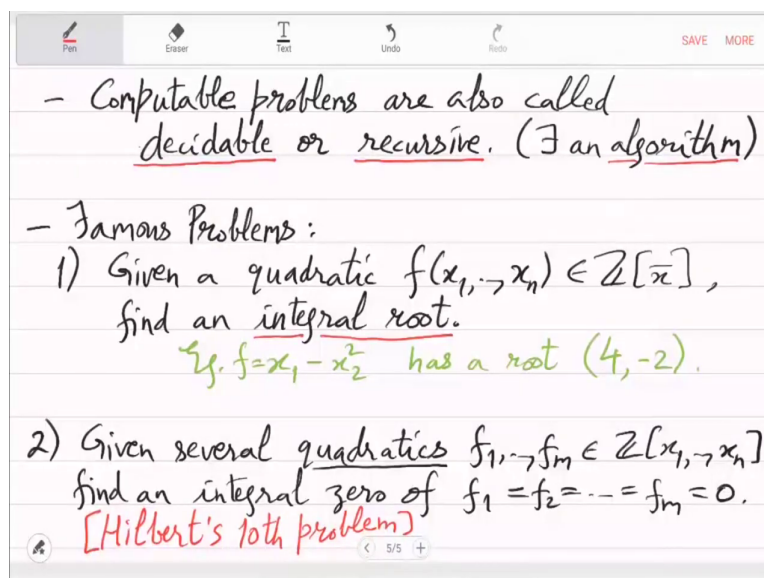 Pen Eraser Text Undo Redo SAVE MORE
- Computable problems are also called
decidable or recursive. (∃ an algorithm)
- Famous Problems :
1) Given a quadratic f(x₁,..,xₙ) ∈ ℤ[x̄],
find an integral root.
Eg. f=x₁-x₂² has a root (4,-2).
2) Given several quadratics f₁,..,fₘ ∈ ℤ[x₁,..,xₙ]
find an integral zero of f₁ = f₂ = --- = fₘ = 0.
[Hilbert's 10th problem]
< 5/5 +